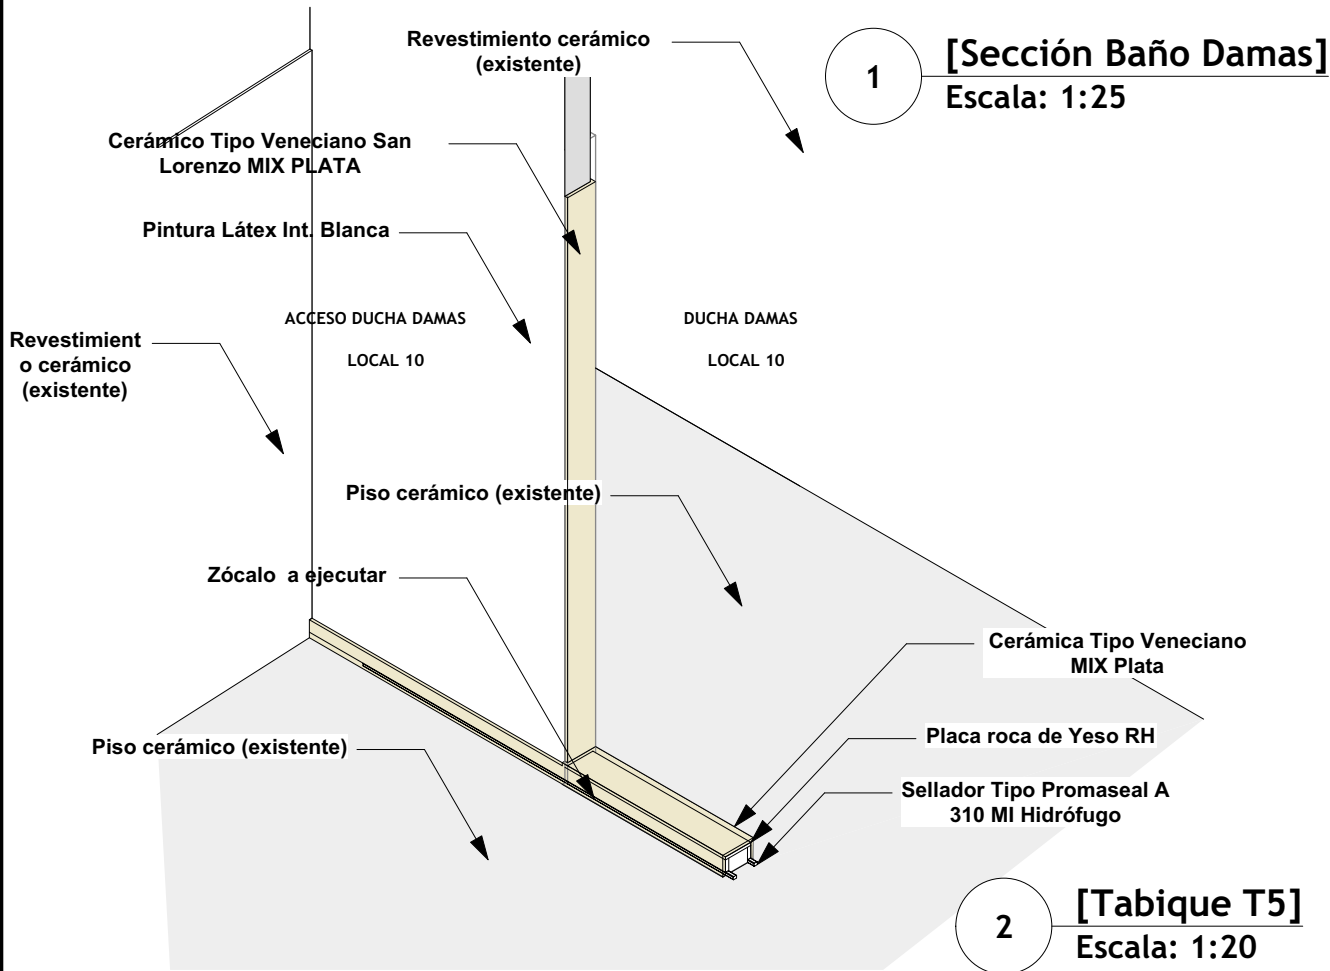 Revestimiento cerámico
(existente)
1
[Sección Baño Damas]
Escala: 1:25
Cerámico Tipo Veneciano San
Lorenzo MIX PLATA
Pintura Látex Int. Blanca
ACCESO DUCHA DAMAS
LOCAL 10
DUCHA DAMAS
LOCAL 10
Revestimient
o cerámico
(existente)
Piso cerámico (existente)
Zócalo a ejecutar
Cerámica Tipo Veneciano
MIX Plata
Piso cerámico (existente)
Placa roca de Yeso RH
Sellador Tipo Promaseal A
310 Ml Hidrófugo
2
[Tabique T5]
Escala: 1:20